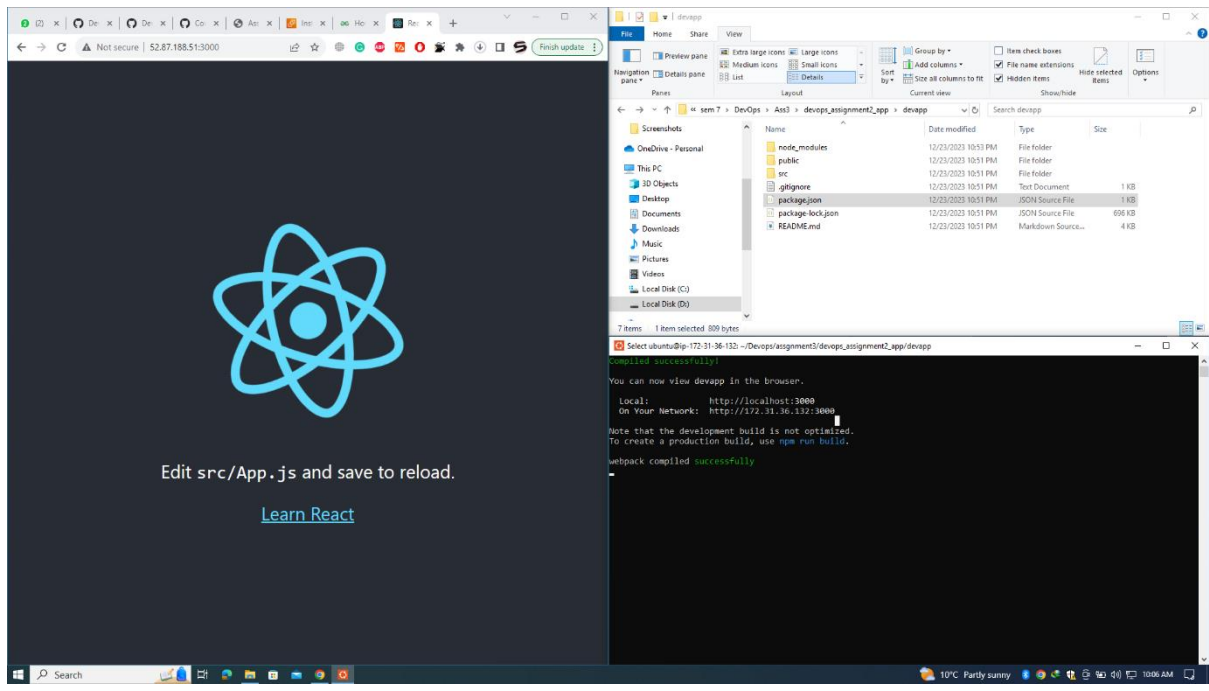 (2) De De Co As Inc Ho Rea
Not secure 52.87.188.51:3000 Finish update
Edit src/App.js and save to reload.
Learn React
devapp
File Home Share View
Navigation pane
Preview pane
Details pane
Panes
Extra large icons Large icons
Medium icons Small icons
List Details
Layout
Sort by
Group by
Add columns
Size all columns to fit
Current view
Item check boxes
File name extensions
Hidden items
Hide selected items
Show/hide
Options
« sem 7 > DevOps > Ass3 > devops_assignment2_app > devapp Search devapp
Screenshots
OneDrive - Personal
This PC
3D Objects
Desktop
Documents
Downloads
Music
Pictures
Videos
Local Disk (C:)
Local Disk (D:)
Name Date modified Type Size
node_modules 12/23/2023 10:53 PM File folder
public 12/23/2023 10:51 PM File folder
src 12/23/2023 10:51 PM File folder
.gitignore 12/23/2023 10:51 PM Text Document 1 KB
package.json 12/23/2023 10:51 PM JSON Source File 1 KB
package-lock.json 12/23/2023 10:51 PM JSON Source File 696 KB
README.md 12/23/2023 10:51 PM Markdown Source... 4 KB
7 items 1 item selected 809 bytes
Select ubuntu@ip-172-31-36-132: ~/Devops/assgnment3/devops_assignment2_app/devapp
Compiled successfully!
You can now view devapp in the browser.
Local: http://localhost:3000
On Your Network: http://172.31.36.132:3000
Note that the development build is not optimized.
To create a production build, use npm run build.
webpack compiled successfully
Search 10°C Partly sunny 10:06 AM